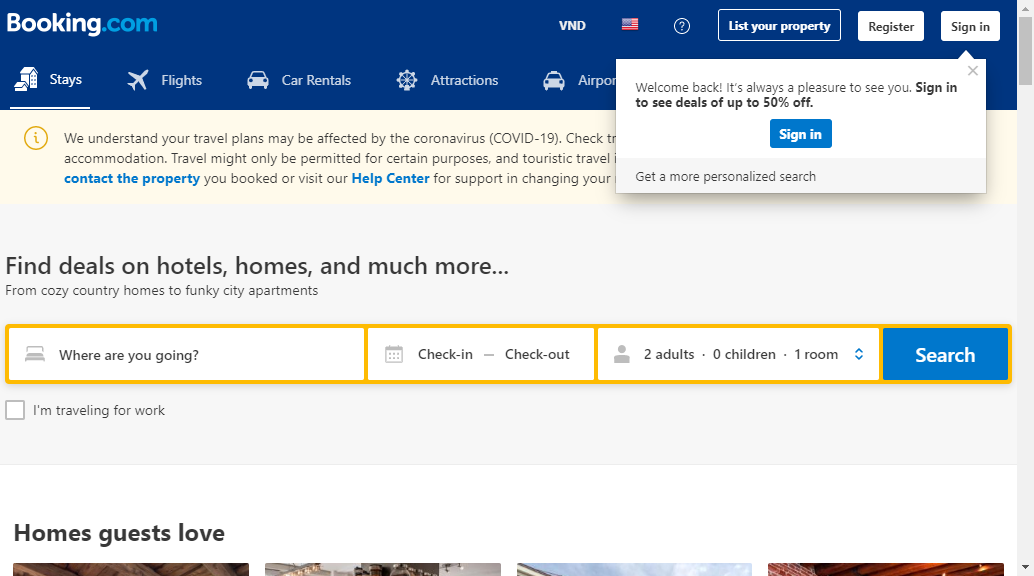 Booking.com
VND
List your property
Register
Sign in
Stays
Flights
Car Rentals
Attractions
Welcome back! It's always a pleasure to see you. Sign in
to see deals of up to 50% off.
Sign in
Get a more personalized search
We understand your travel plans may be affected by the coronavirus (COVID-19). Check
accommodation. Travel might only be permitted for certain purposes, and touristic travel
contact the property you booked or visit our Help Center for support in changing your
Find deals on hotels, homes, and much more...
From cozy country homes to funky city apartments
Where are you going?
Check-in — Check-out
2 adults · 0 children · 1 room
Search
I'm traveling for work
Homes guests love